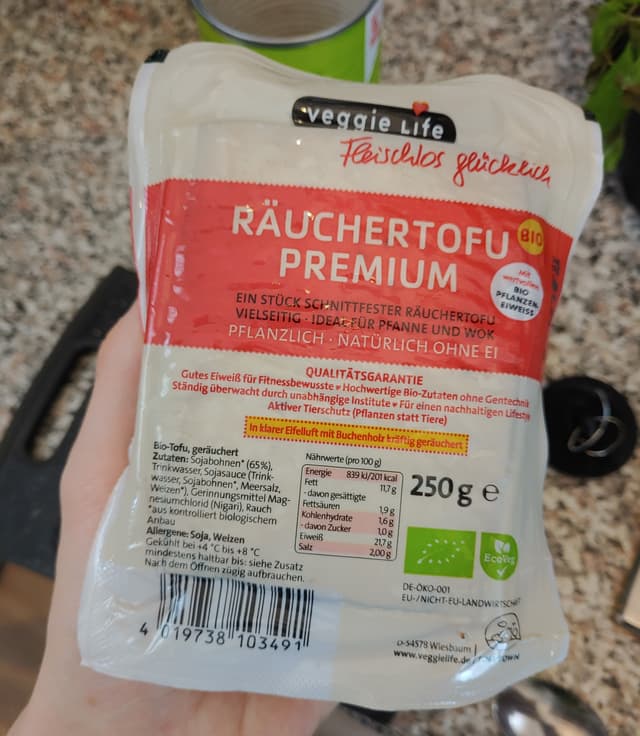 veggie Life
Fleischlos glücklich
RÄUCHERTOFU
PREMIUM
BIO
Mit
wertvollem
BIO
PFLANZEN
EIWEISS
EIN STÜCK SCHNITTFESTER RÄUCHERTOFU
VIELSEITIG · IDEAL FÜR PFANNE UND WOK
PFLANZLICH · NATÜRLICH OHNE EI
QUALITÄTSGARANTIE
Gutes Eiweiß für Fitnessbewusste ♥ Hochwertige Bio-Zutaten ohne Gentechnik
Ständig überwacht durch unabhängige Institute ♥ Für einen nachhaltigen Lifestyle
Aktiver Tierschutz (Pflanzen statt Tiere)
In klarer Eifelluft mit Buchenholz kräftig geräuchert
Bio-Tofu, geräuchert
Zutaten: Sojabohnen* (65%),
Trinkwasser, Sojasauce (Trink-
wasser, Sojabohnen*, Meersalz,
Weizen*), Gerinnungsmittel Mag-
nesiumchlorid (Nigari), Rauch
*aus kontrolliert biologischem
Anbau
Allergene: Soja, Weizen
Gekühlt bei +4 °C bis +8 °C
mindestens haltbar bis: siehe Zusatz
Nach dem Öffnen zügig aufbrauchen.
Nährwerte (pro 100 g)
Energie 839 kJ/201 kcal
Fett 11,7 g
- davon gesättigte
Fettsäuren 1,9 g
Kohlenhydrate 1,6 g
- davon Zucker 1,0 g
Eiweiß 21,7 g
Salz 2,00 g
250 g e
EcoVeg
DE-ÖKO-001
EU-/NICHT-EU-LANDWIRTSCHAFT
4 019738 103491
D-54578 Wiesbaum |
www.veggielife.de